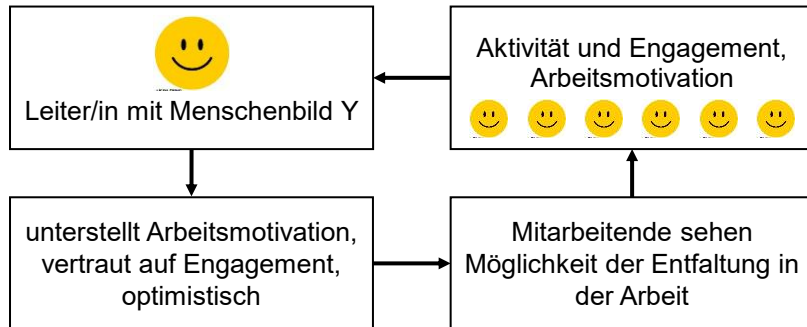 Leiter/in mit Menschenbild Y
Aktivität und Engagement,
Arbeitsmotivation
unterstellt Arbeitsmotivation,
vertraut auf Engagement,
optimistisch
Mitarbeitende sehen
Möglichkeit der Entfaltung in
der Arbeit